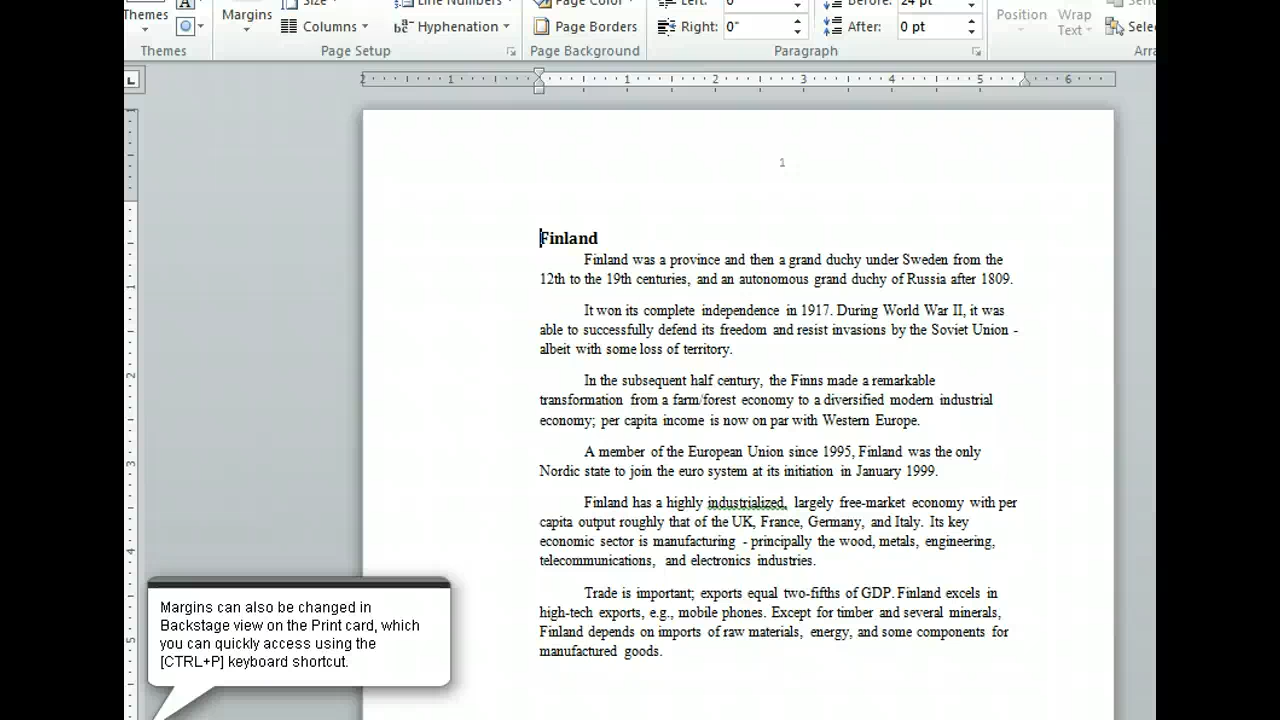 Themes
Themes
Margins
Size
Columns
Line Numbers
Hyphenation
Page Setup
Page Color
Page Borders
Page Background
Left: 0"
Right: 0"
Before: 24 pt
After: 0 pt
Paragraph
Position
Wrap
Text
2 1 1 2 3 4 5 6
1
Finland
Finland was a province and then a grand duchy under Sweden from the
12th to the 19th centuries, and an autonomous grand duchy of Russia after 1809.
It won its complete independence in 1917. During World War II, it was
able to successfully defend its freedom and resist invasions by the Soviet Union -
albeit with some loss of territory.
In the subsequent half century, the Finns made a remarkable
transformation from a farm/forest economy to a diversified modern industrial
economy; per capita income is now on par with Western Europe.
A member of the European Union since 1995, Finland was the only
Nordic state to join the euro system at its initiation in January 1999.
Finland has a highly industrialized, largely free-market economy with per
capita output roughly that of the UK, France, Germany, and Italy. Its key
economic sector is manufacturing - principally the wood, metals, engineering,
telecommunications, and electronics industries.
Trade is important; exports equal two-fifths of GDP. Finland excels in
high-tech exports, e.g., mobile phones. Except for timber and several minerals,
Finland depends on imports of raw materials, energy, and some components for
manufactured goods.
Margins can also be changed in
Backstage view on the Print card, which
you can quickly access using the
[CTRL+P] keyboard shortcut.